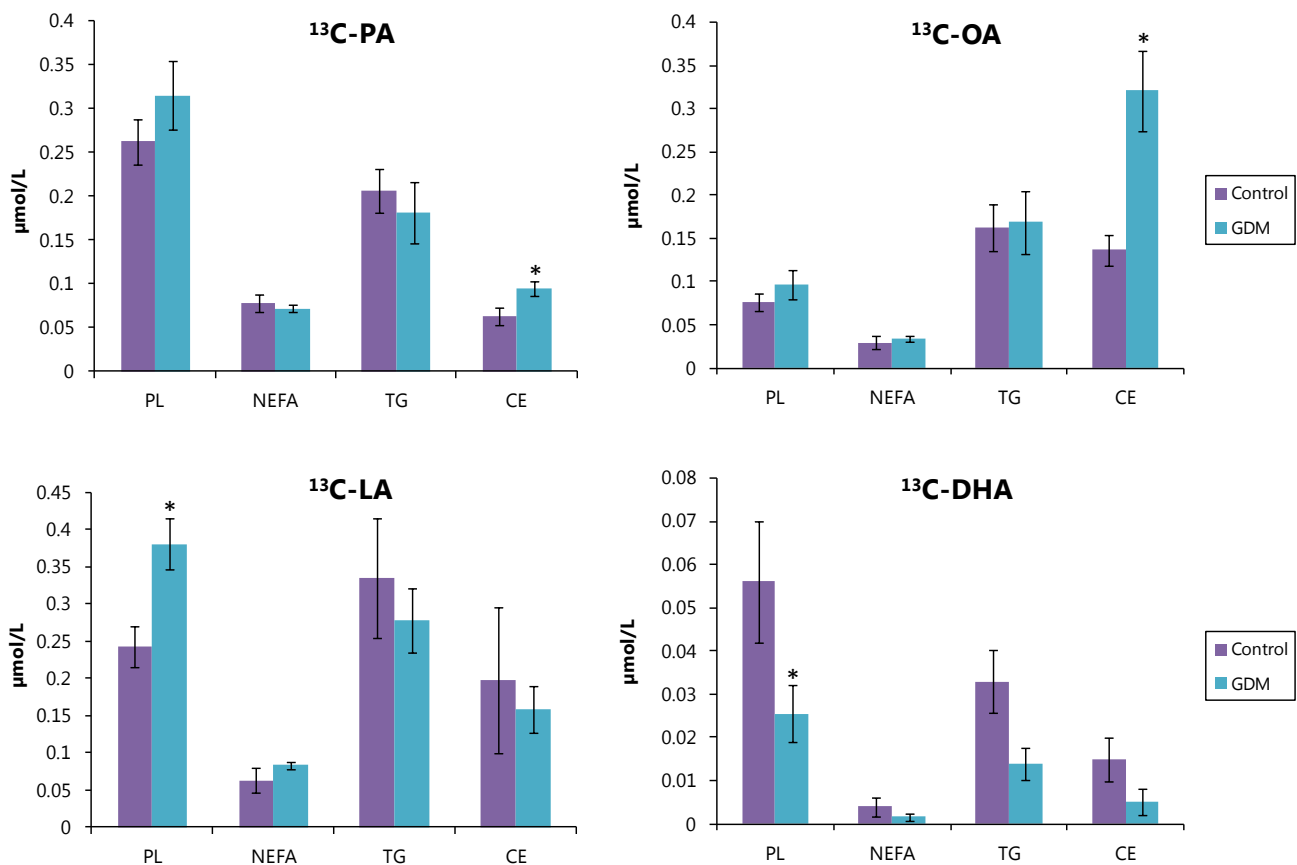 ¹³C-PA
µmol/L
0.4
0.35
0.3
0.25
0.2
0.15
0.1
0.05
0
*
PL NEFA TG CE
¹³C-OA
µmol/L
0.4
0.35
0.3
0.25
0.2
0.15
0.1
0.05
0
*
PL NEFA TG CE
Control
GDM
¹³C-LA
µmol/L
0.45
0.4
0.35
0.3
0.25
0.2
0.15
0.1
0.05
0
*
PL NEFA TG CE
¹³C-DHA
µmol/L
0.08
0.07
0.06
0.05
0.04
0.03
0.02
0.01
0
*
PL NEFA TG CE
Control
GDM